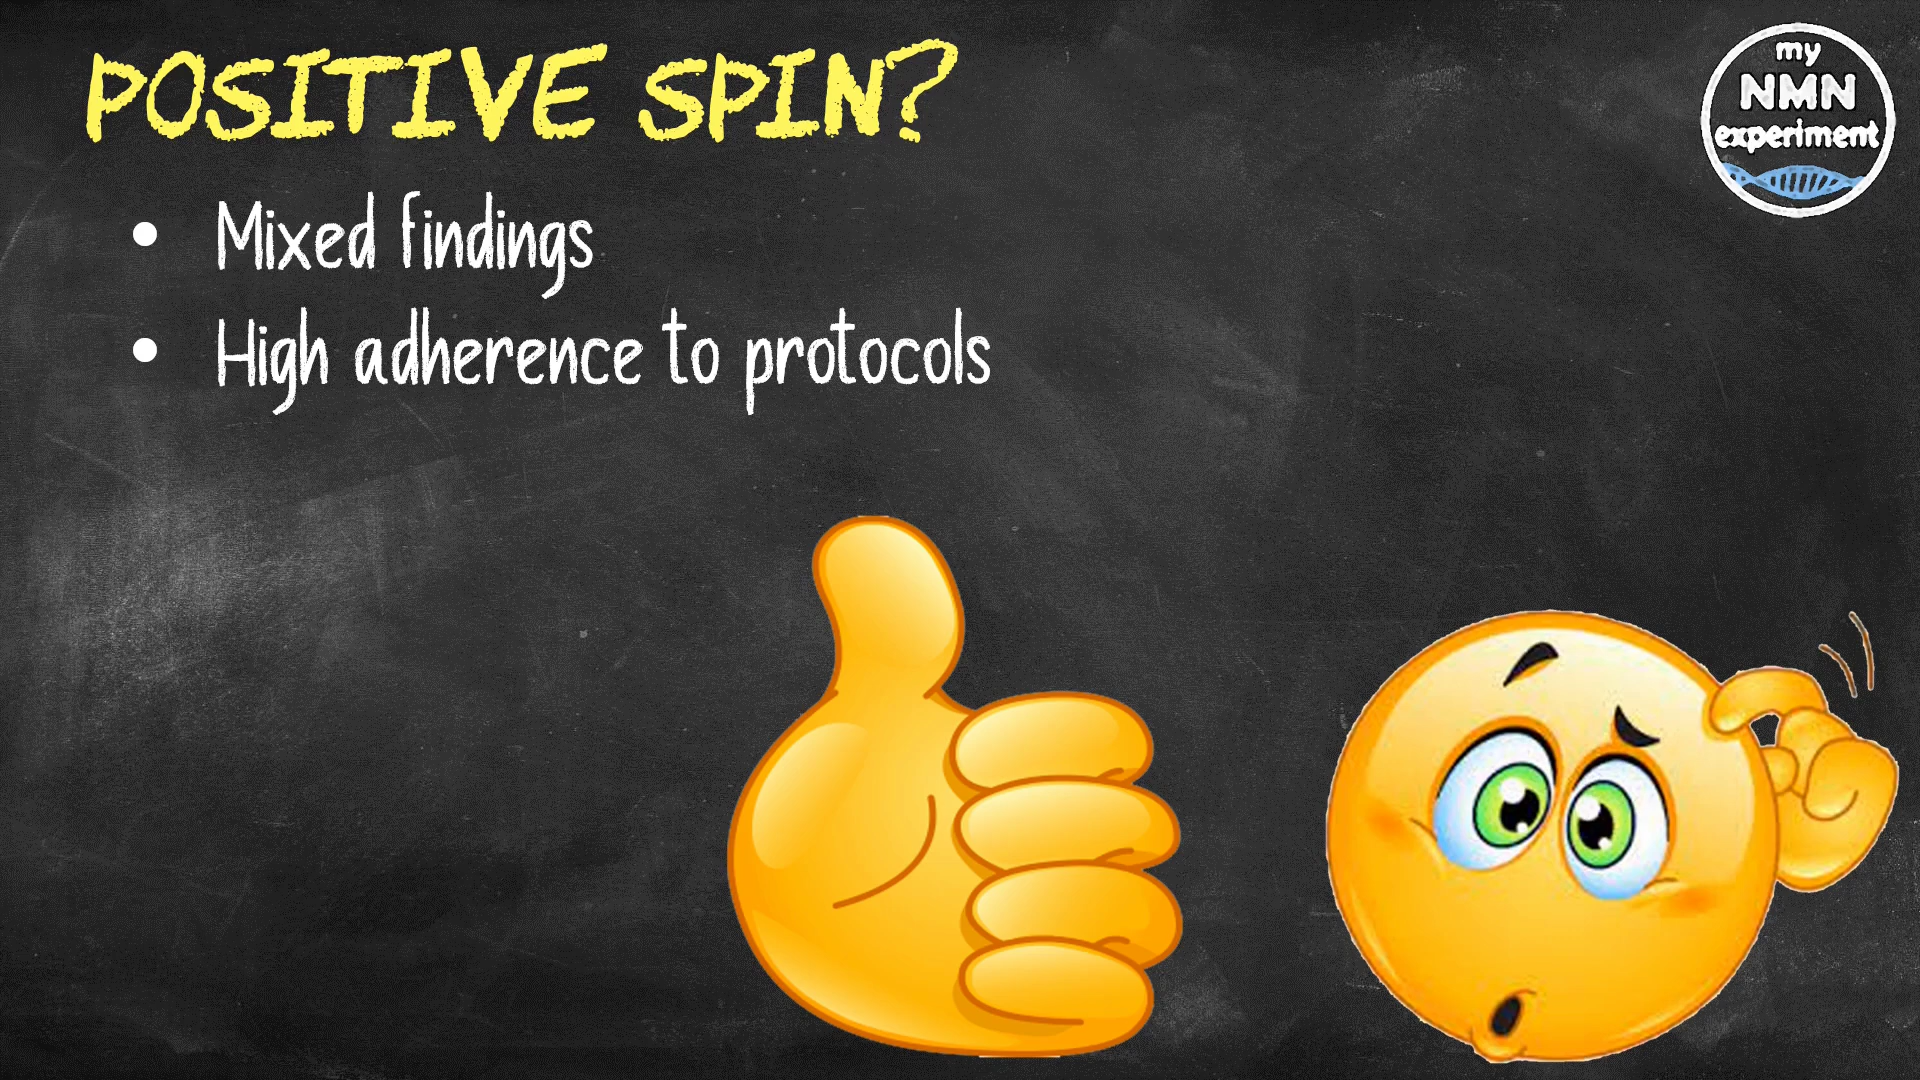 POSITIVE SPIN?
my
NMN
experiment
• Mixed findings
• High adherence to protocols